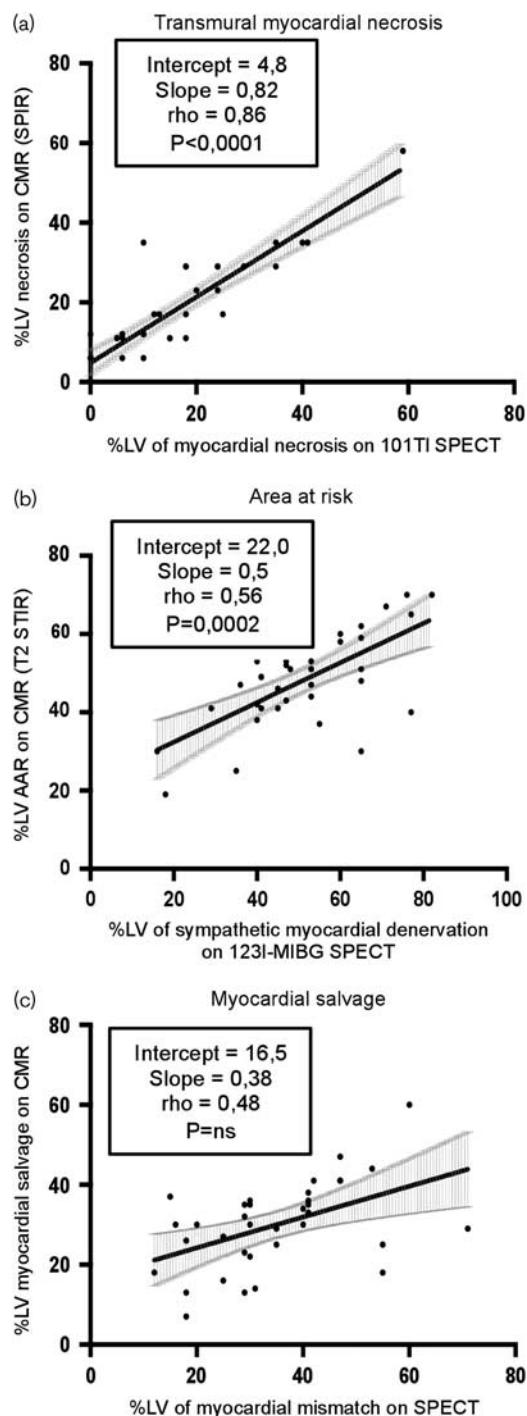 (a)
Transmural myocardial necrosis
Intercept = 4,8
Slope = 0,82
rho = 0,86
P<0,0001
80
60
40
20
0
%LV necrosis on CMR (SPIR)
0 20 40 60 80
%LV of myocardial necrosis on 101Tl SPECT
(b)
Area at risk
Intercept = 22,0
Slope = 0,5
rho = 0,56
P=0,0002
80
60
40
20
0
%LV AAR on CMR (T2 STIR)
0 20 40 60 80 100
%LV of sympathetic myocardial denervation
on 123I-MIBG SPECT
(c)
Myocardial salvage
Intercept = 16,5
Slope = 0,38
rho = 0,48
P=ns
80
60
40
20
0
%LV myocardial salvage on CMR
0 20 40 60 80
%LV of myocardial mismatch on SPECT